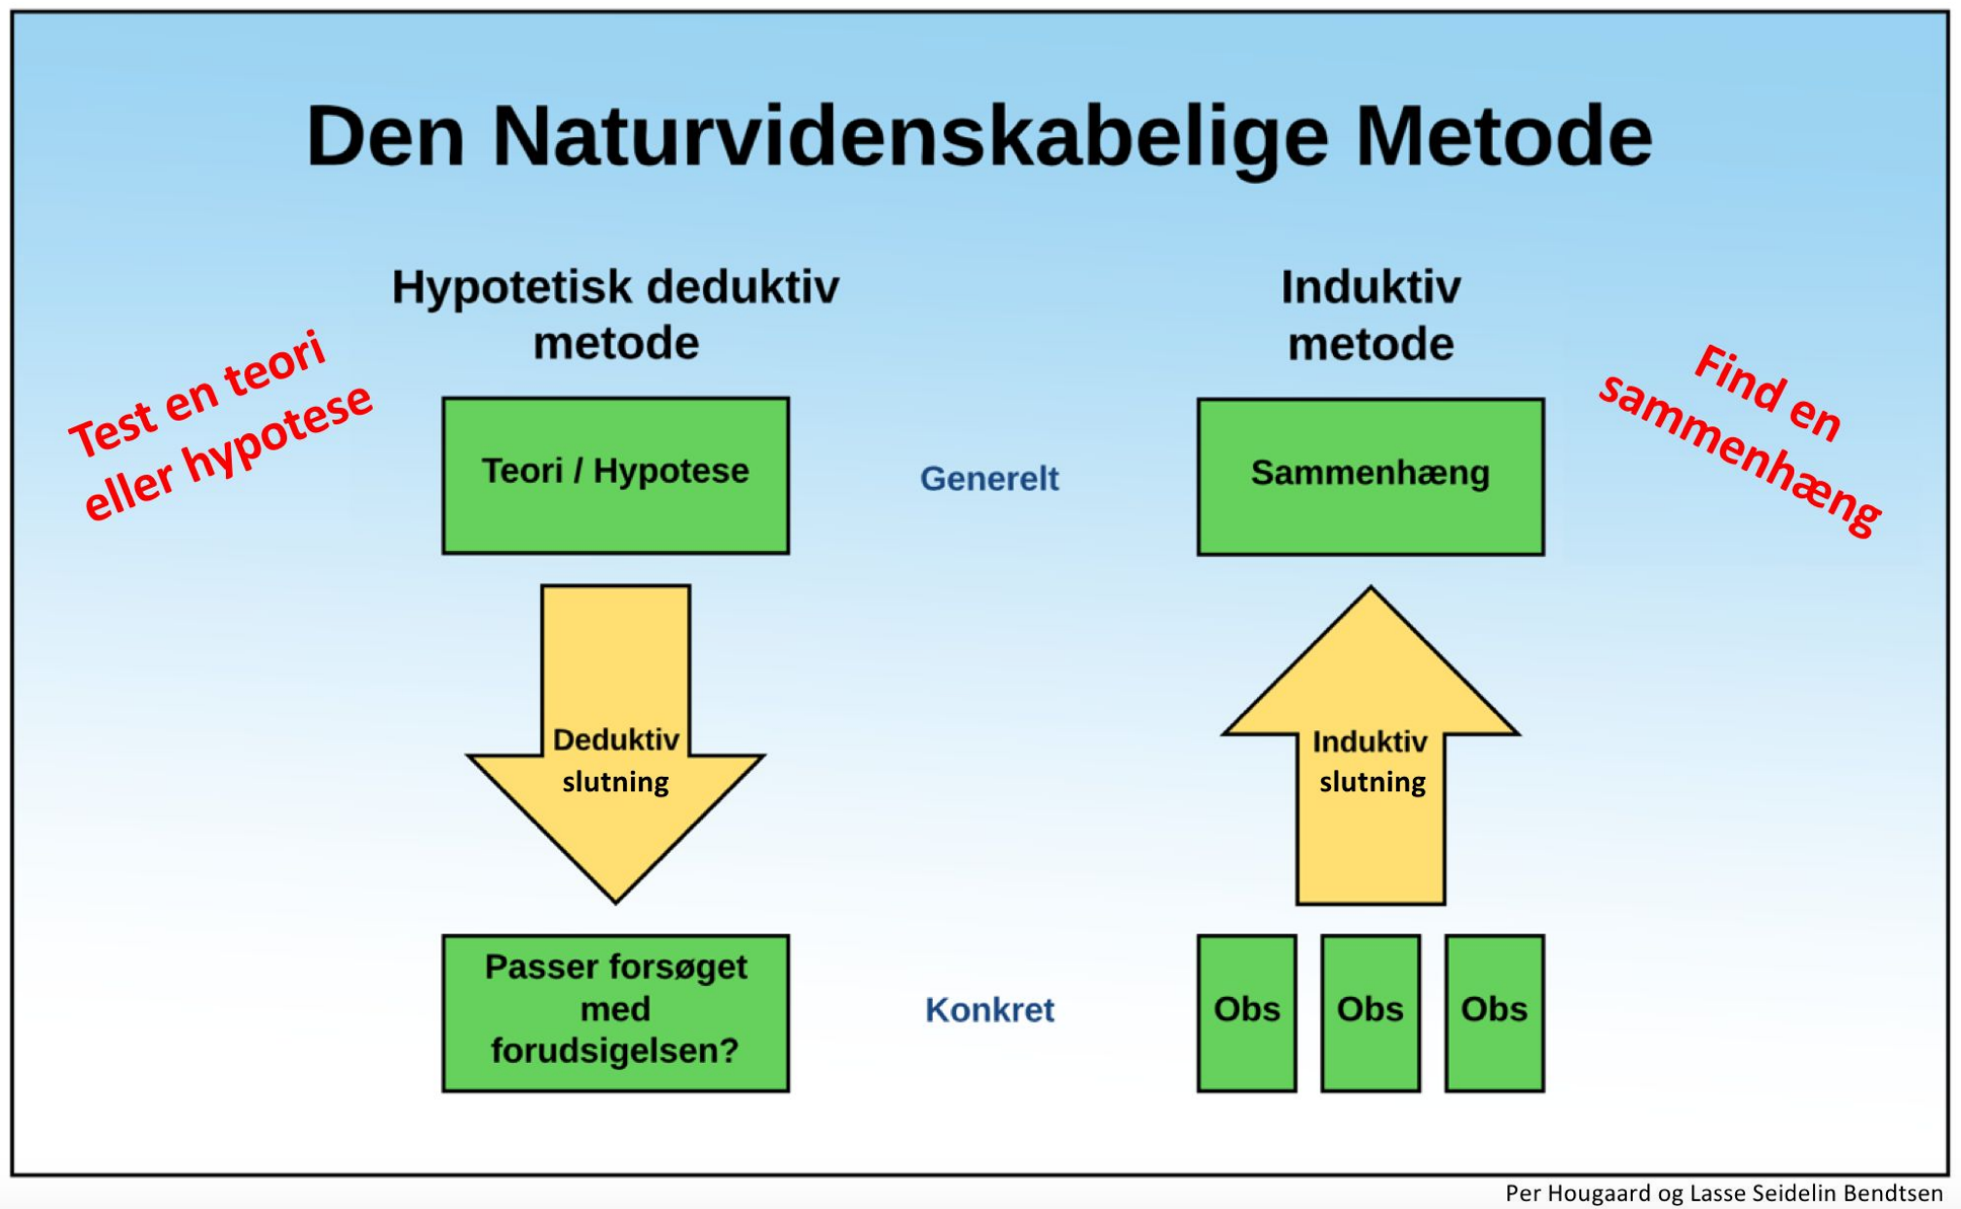 Den Naturvidenskabelige Metode
Hypotetisk deduktiv
metode
Induktiv
metode
Test en teori
eller hypotese
Find en
sammenhæng
Teori / Hypotese
Generelt
Sammenhæng
Deduktiv
slutning
Induktiv
slutning
Passer forsøget
med
forudsigelsen?
Konkret
Obs
Obs
Obs
Per Hougaard og Lasse Seidelin Bendtsen